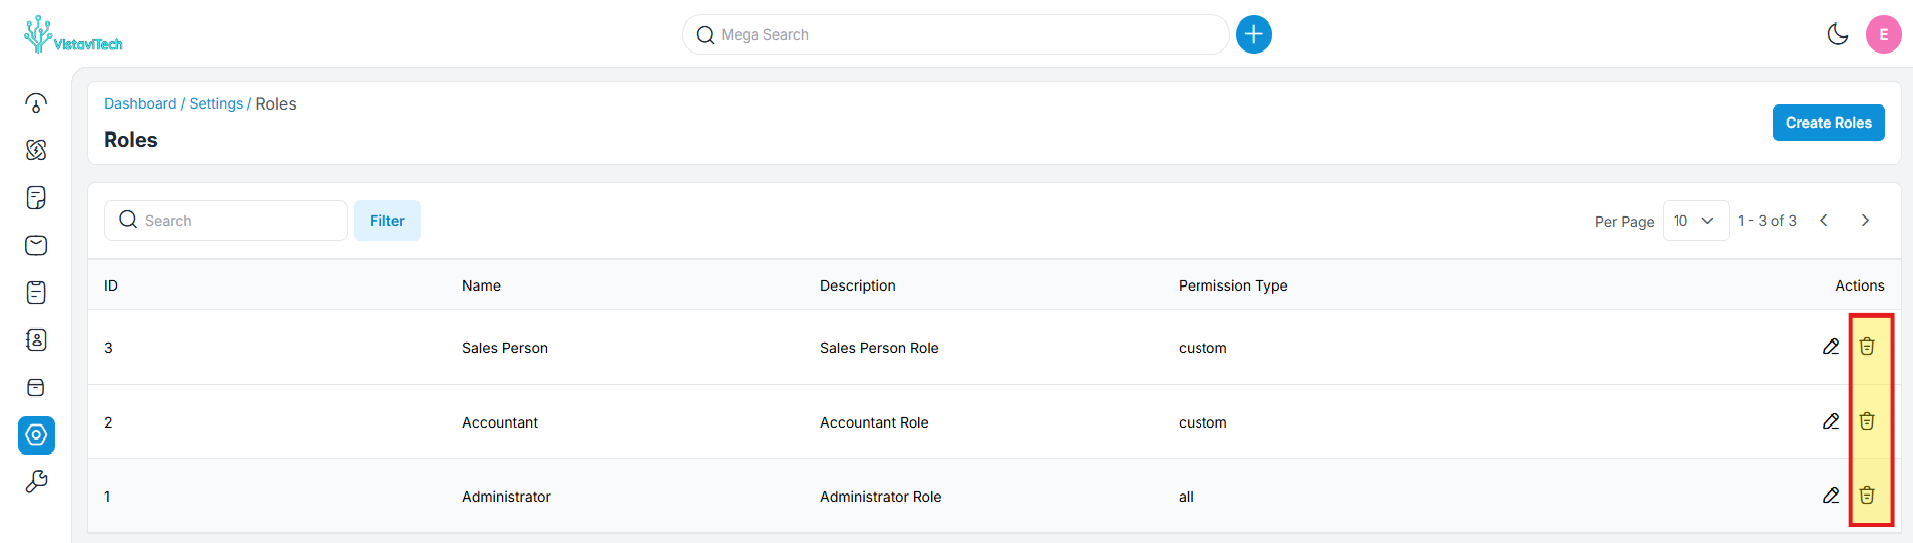 VistaviTech
Mega Search
E
Dashboard / Settings / Roles
Roles
Create Roles
Search
Filter
Per Page 10 1 - 3 of 3
ID Name Description Permission Type Actions
3 Sales Person Sales Person Role custom
2 Accountant Accountant Role custom
1 Administrator Administrator Role all